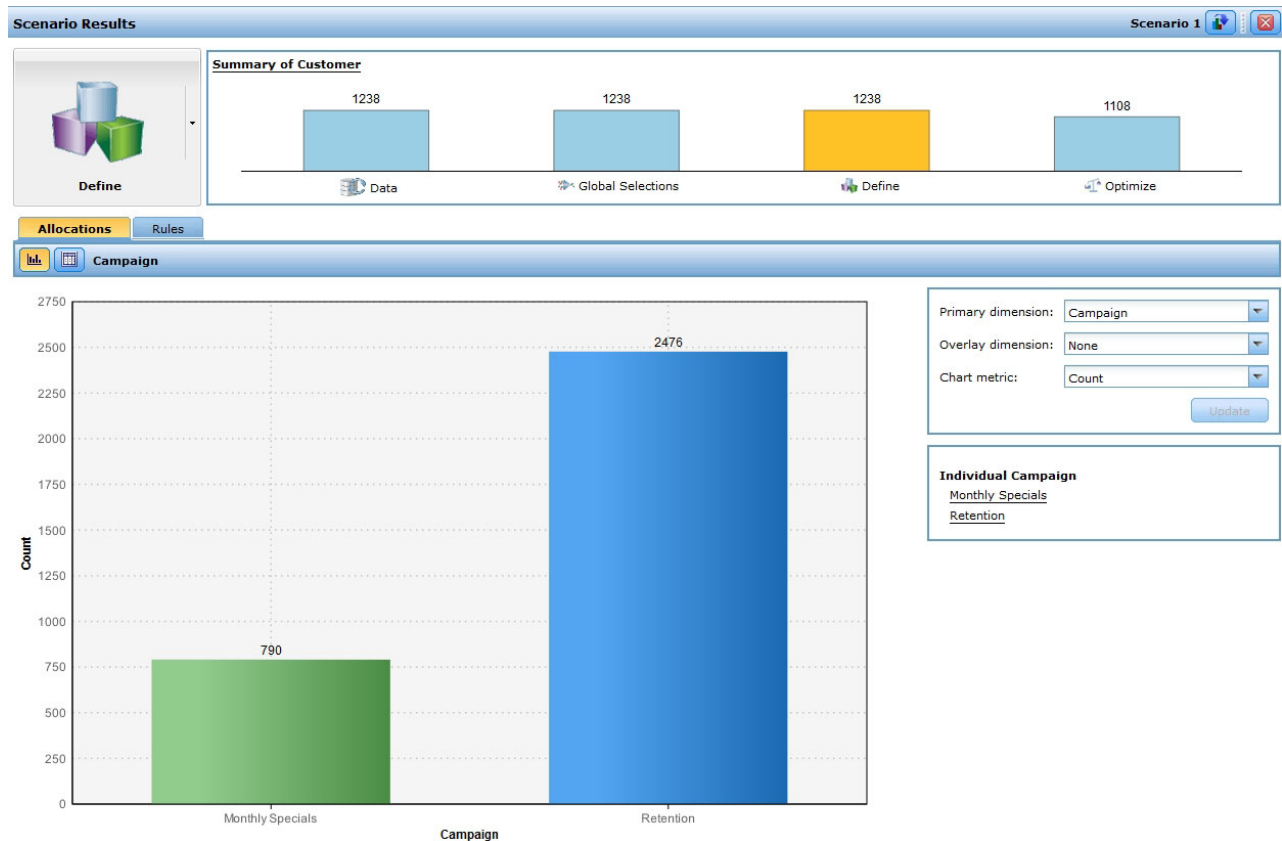 Scenario Results
Scenario 1
Summary of Customer
1238
1238
1238
1108
Define
Data
Global Selections
Define
Optimize
Allocations
Rules
Campaign
2750
2500
2250
2000
1750
1500
1250
1000
750
500
250
0
Count
790
2476
Monthly Specials
Retention
Campaign
Primary dimension:
Campaign
Overlay dimension:
None
Chart metric:
Count
Update
Individual Campaign
Monthly Specials
Retention